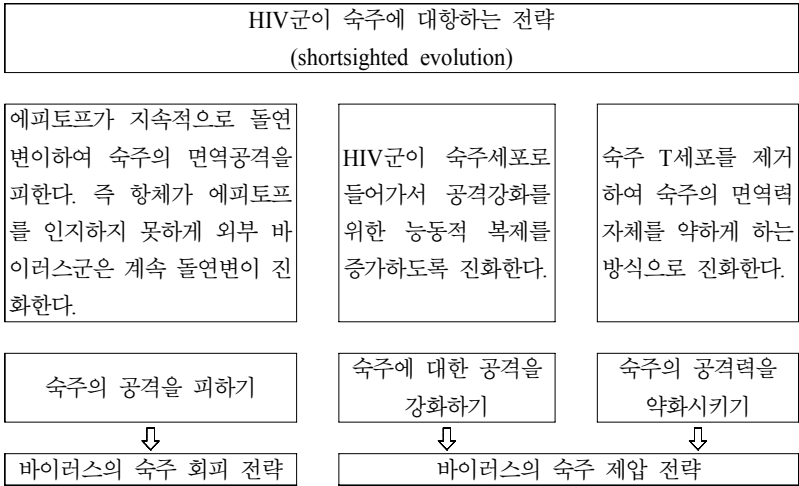 HIV군이 숙주에 대항하는 전략
(shortsighted evolution)
에피토프가 지속적으로 돌연
변이하여 숙주의 면역공격을
피한다. 즉 항체가 에피토프
를 인지하지 못하게 외부 바
이러스군은 계속 돌연변이 진
화한다.
HIV군이 숙주세포로
들어가서 공격강화를
위한 능동적 복제를
증가하도록 진화한다.
숙주 T세포를 제거
하여 숙주의 면역력
자체를 약하게 하는
방식으로 진화한다.
숙주의 공격을 피하기
숙주에 대한 공격을
강화하기
숙주의 공격력을
약화시키기
바이러스의 숙주 회피 전략
바이러스의 숙주 제압 전략